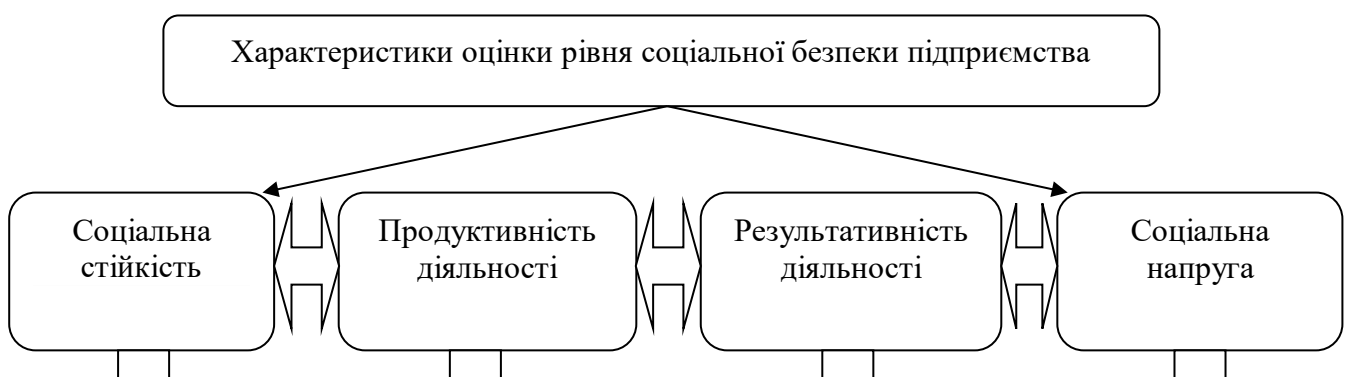 Характеристики оцінки рівня соціальної безпеки підприємства
Соціальна
стійкість
Продуктивність
діяльності
Результативність
діяльності
Соціальна
напруга